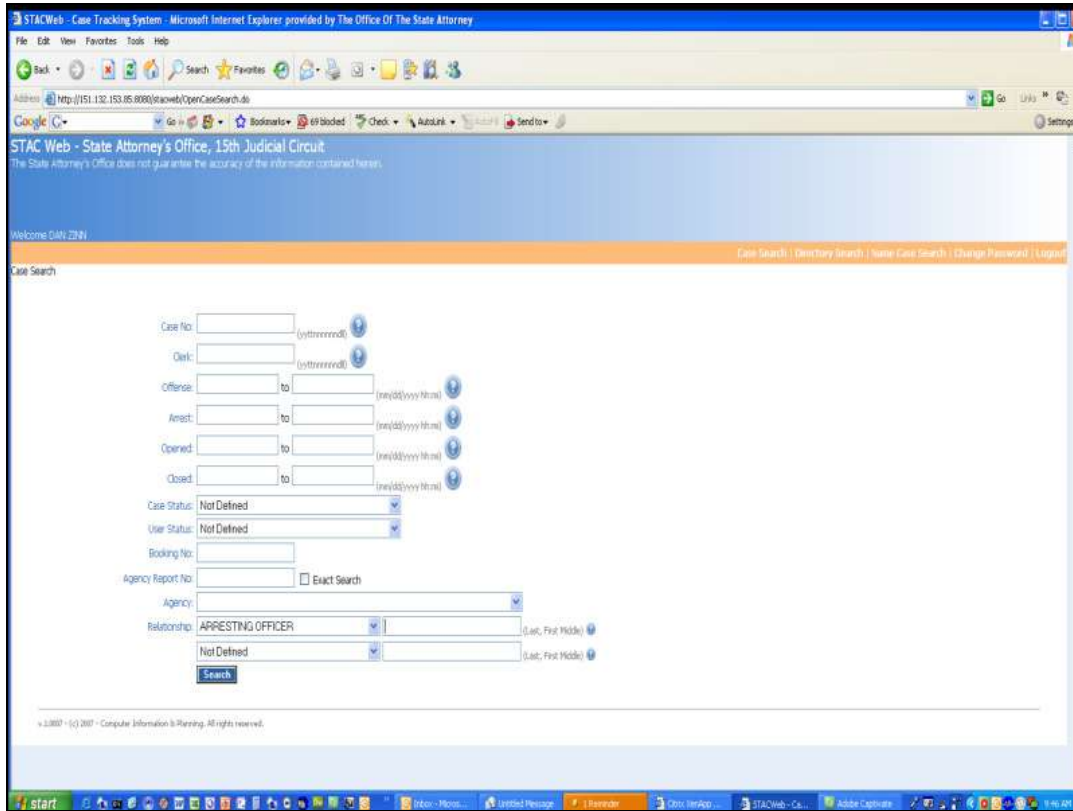 STACWeb - Case Tracking System - Microsoft Internet Explorer provided by The Office Of The State Attorney
File Edit View Favorites Tools Help
Back Search Favorites
Address http://151.132.153.85:8080/stacweb/OpenCaseSearch.do Go Links »
Google Go Bookmarks 69 blocked Check AutoLink AutoFill Send to Settings
STAC Web - State Attorney's Office, 15th Judicial Circuit
The State Attorney's Office does not guarantee the accuracy of the information contained herein.
Welcome DAN ZINN
Case Search | Directory Search | Name Case Search | Change Password | Logout
Case Search
Case No:
Clerk:
Offense: to (mm/dd/yyyy hh:mi)
Arrest: to (mm/dd/yyyy hh:mi)
Opened: to (mm/dd/yyyy hh:mi)
Closed: to (mm/dd/yyyy hh:mi)
Case Status: Not Defined
User Status: Not Defined
Booking No:
Agency Report No: Exact Search
Agency:
Relationship: ARRESTING OFFICER (Last, First Middle)
Not Defined (Last, First Middle)
Search
(c) 2007 - Computer Information & Planning. All rights reserved.
start Inbox - Micros... Untitled Message 1 Reminder Citrix XenApp ... STACWeb - Ca... Adobe Captivate 9:46 AM